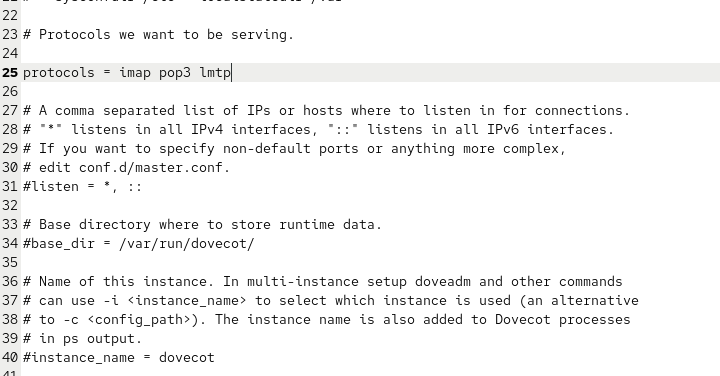 22
23 # Protocols we want to be serving.
24
25 protocols = imap pop3 lmtp
26
27 # A comma separated list of IPs or hosts where to listen in for connections.
28 # "*" listens in all IPv4 interfaces, "::" listens in all IPv6 interfaces.
29 # If you want to specify non-default ports or anything more complex,
30 # edit conf.d/master.conf.
31 #listen = *, ::
32
33 # Base directory where to store runtime data.
34 #base_dir = /var/run/dovecot/
35
36 # Name of this instance. In multi-instance setup doveadm and other commands
37 # can use -i <instance_name> to select which instance is used (an alternative
38 # to -c <config_path>). The instance name is also added to Dovecot processes
39 # in ps output.
40 #instance_name = dovecot